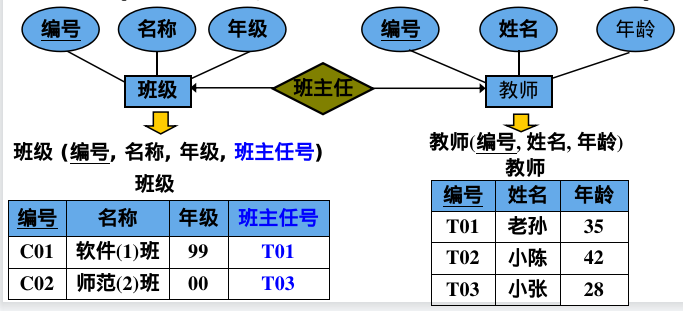 编号 名称 年级 编号 姓名 年龄
班级 班主任 教师
班级 (编号, 名称, 年级, 班主任号)
教师(编号, 姓名, 年龄)
班级
教师
编号 名称 年级 班主任号
C01 软件(1)班 99 T01
C02 师范(2)班 00 T03
编号 姓名 年龄
T01 老孙 35
T02 小陈 42
T03 小张 28